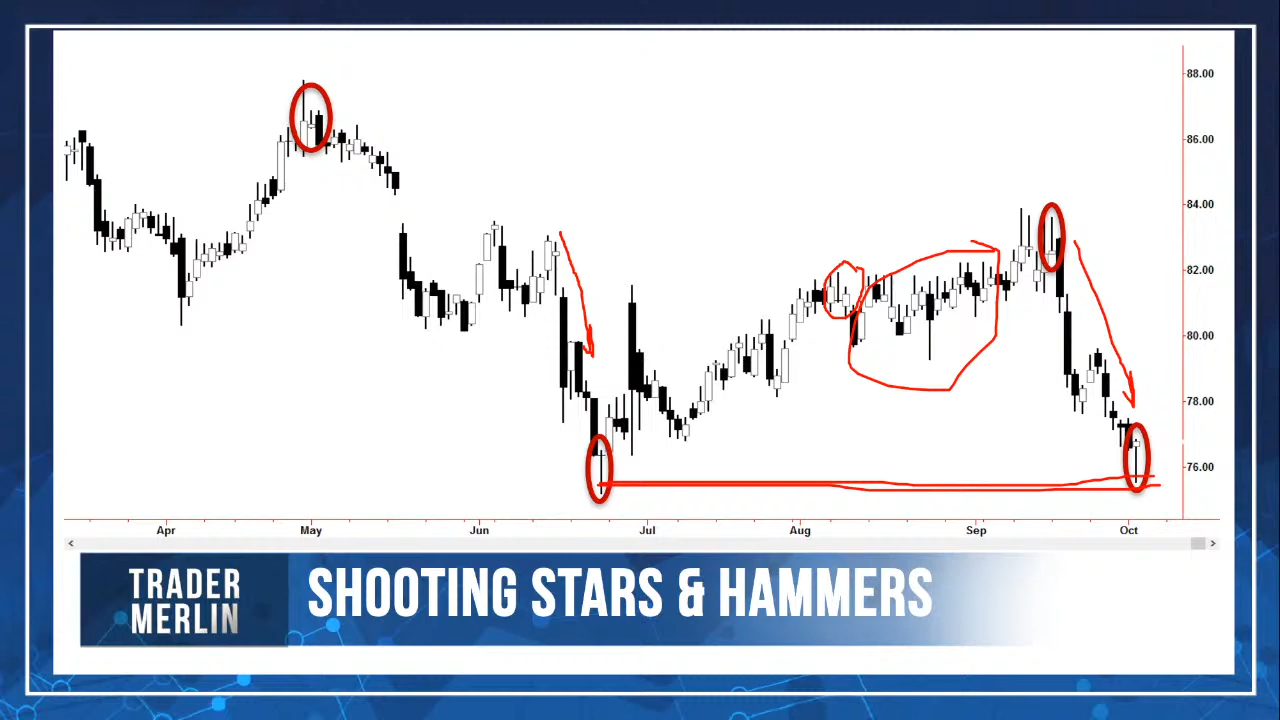 88.00
86.00
84.00
82.00
80.00
78.00
76.00
Apr May Jun Jul Aug Sep Oct
TRADER
MERLIN
SHOOTING STARS & HAMMERS